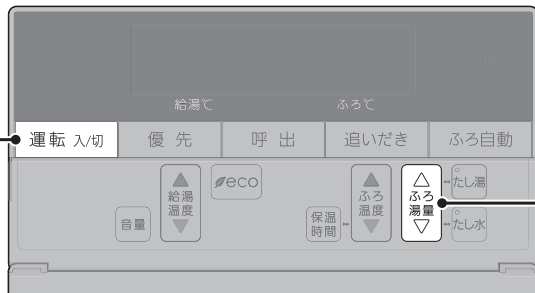 給湯℃ ふろ℃
運転 入/切 優先 呼出 追いだき ふろ自動
給湯
温度
eco
ふろ
温度
ふろ
湯量
たし湯
音量
保温
時間
たし水